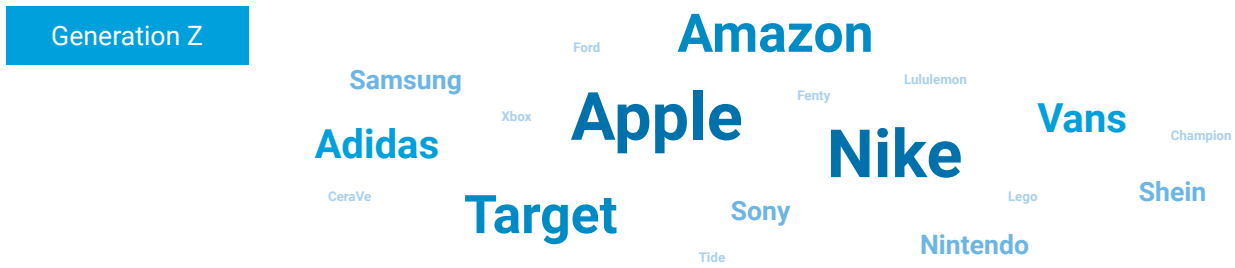 Generation Z
Amazon
Ford
Samsung
Lululemon
Fenty
Xbox
Apple
Vans
Champion
Adidas
Nike
CeraVe
Target
Sony
Lego
Shein
Nintendo
Tide